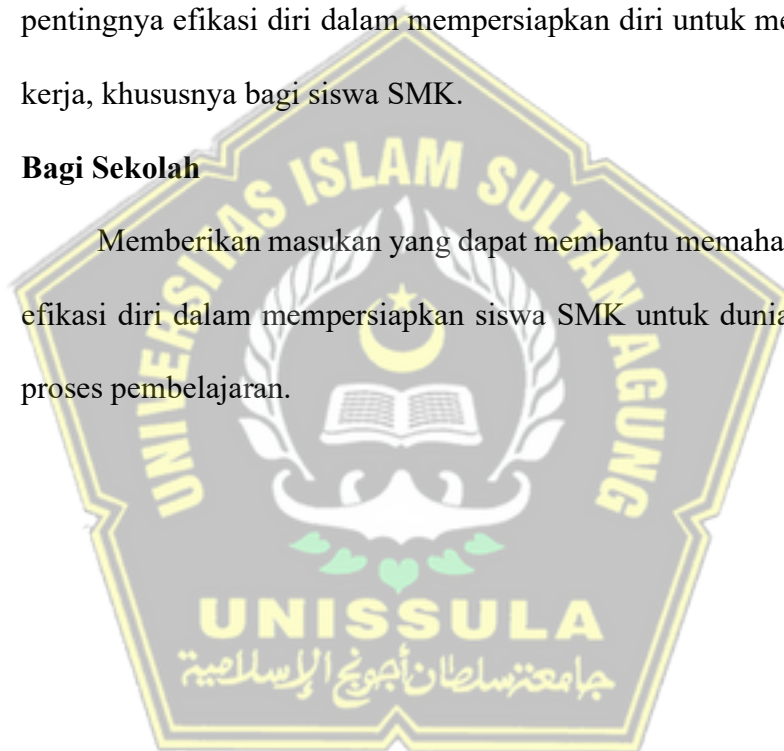 pentingnya efikasi diri dalam mempersiapkan diri untuk me
kerja, khususnya bagi siswa SMK.
Bagi Sekolah
Memberikan masukan yang dapat membantu memaha
efikasi diri dalam mempersiapkan siswa SMK untuk dunia
proses pembelajaran.
UNIVERSITAS ISLAM SULTAN AGUNG
UNISSULA
جامعة سلطان أجونج الإسلامية